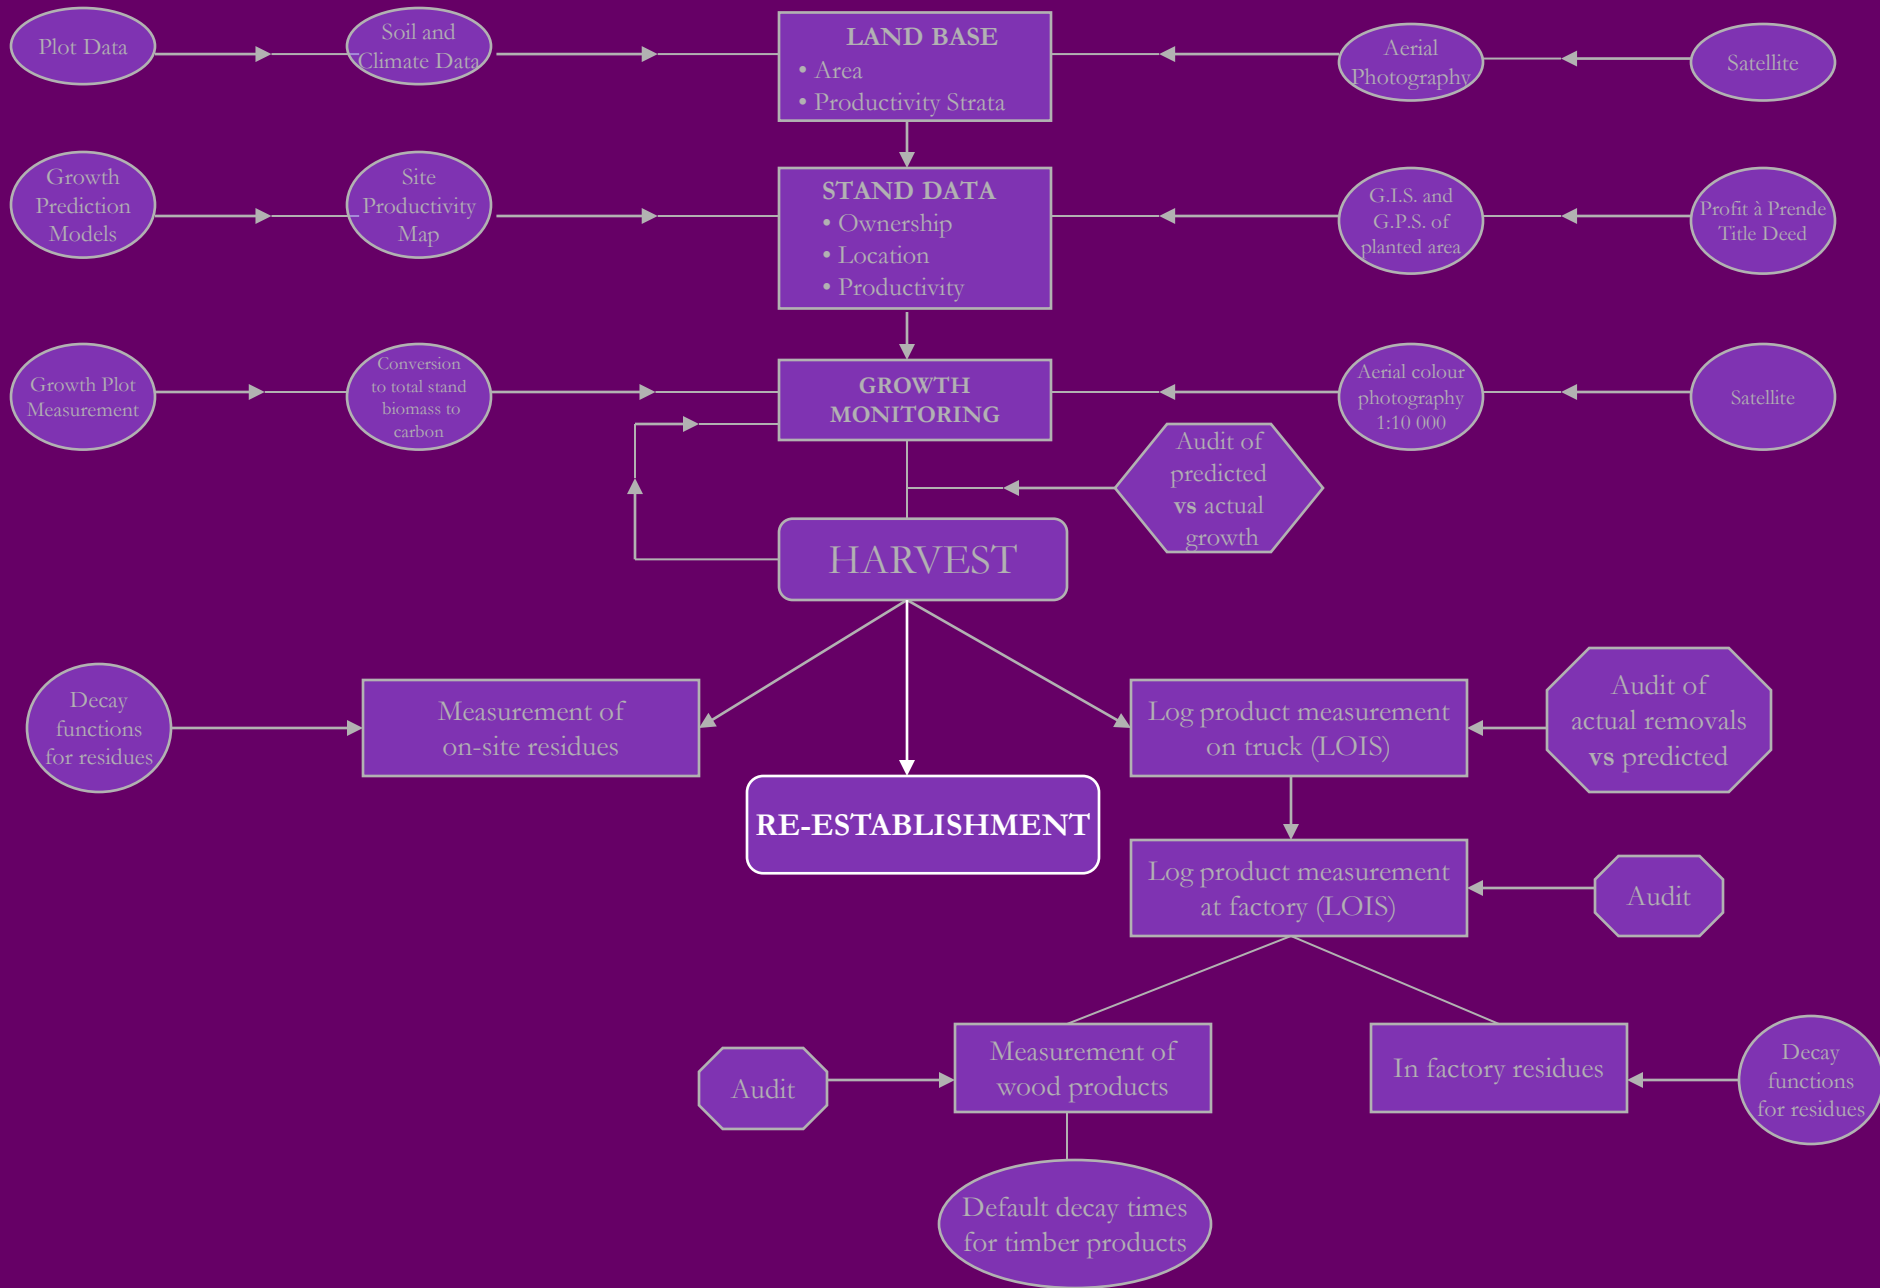 Plot Data
Soil and
Climate Data
LAND BASE
• Area
• Productivity Strata
Aerial
Photography
Satellite
Growth
Prediction
Models
Site
Productivity
Map
STAND DATA
• Ownership
• Location
• Productivity
G.I.S. and
G.P.S. of
planted area
Profit à Prende
Title Deed
Growth Plot
Measurement
Conversion
to total stand
biomass to
carbon
GROWTH
MONITORING
Aerial colour
photography
1:10 000
Satellite
Audit of
predicted
vs actual
growth
HARVEST
Decay
functions
for residues
Measurement of
on-site residues
Log product measurement
on truck (LOIS)
Audit of
actual removals
vs predicted
RE-ESTABLISHMENT
Log product measurement
at factory (LOIS)
Audit
Audit
Measurement of
wood products
In factory residues
Decay
functions
for residues
Default decay times
for timber products